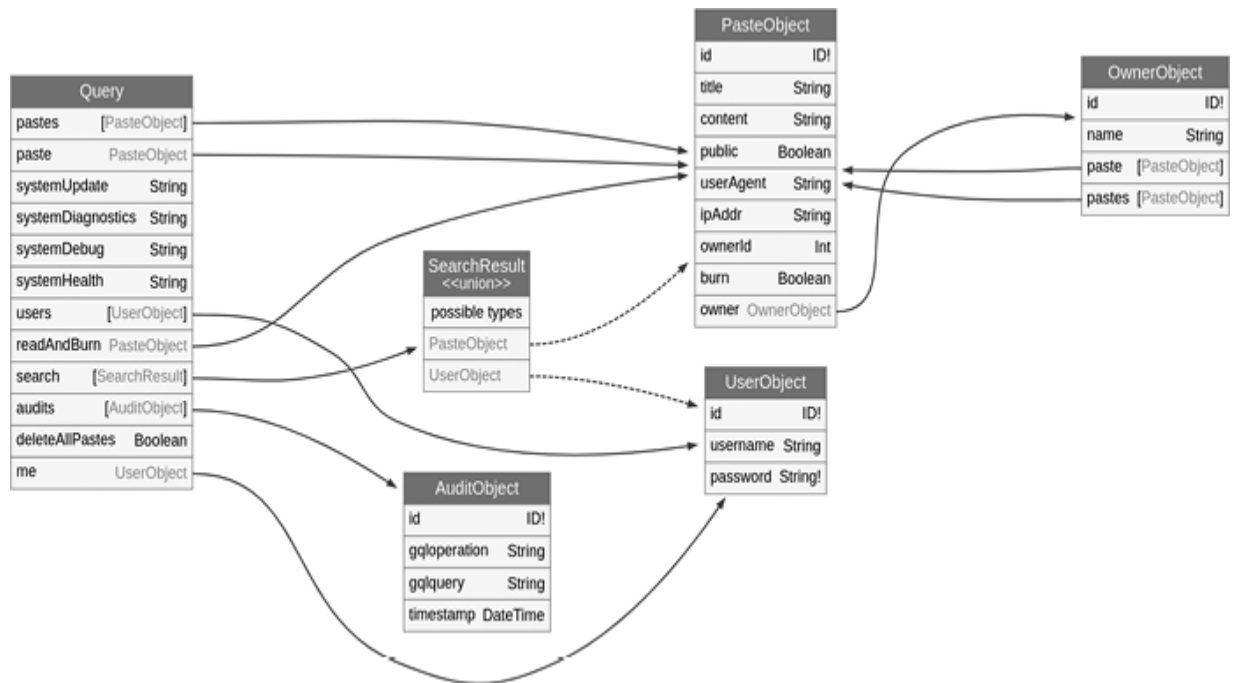 Query
pastes [PasteObject]
paste PasteObject
systemUpdate String
systemDiagnostics String
systemDebug String
systemHealth String
users [UserObject]
readAndBurn PasteObject
search [SearchResult]
audits [AuditObject]
deleteAllPastes Boolean
me UserObject
SearchResult
<<union>>
possible types
PasteObject
UserObject
AuditObject
id ID!
gqloperation String
gqlquery String
timestamp DateTime
PasteObject
id ID!
title String
content String
public Boolean
userAgent String
ipAddr String
ownerId Int
burn Boolean
owner OwnerObject
UserObject
id ID!
username String
password String!
OwnerObject
id ID!
name String
paste [PasteObject]
pastes [PasteObject]